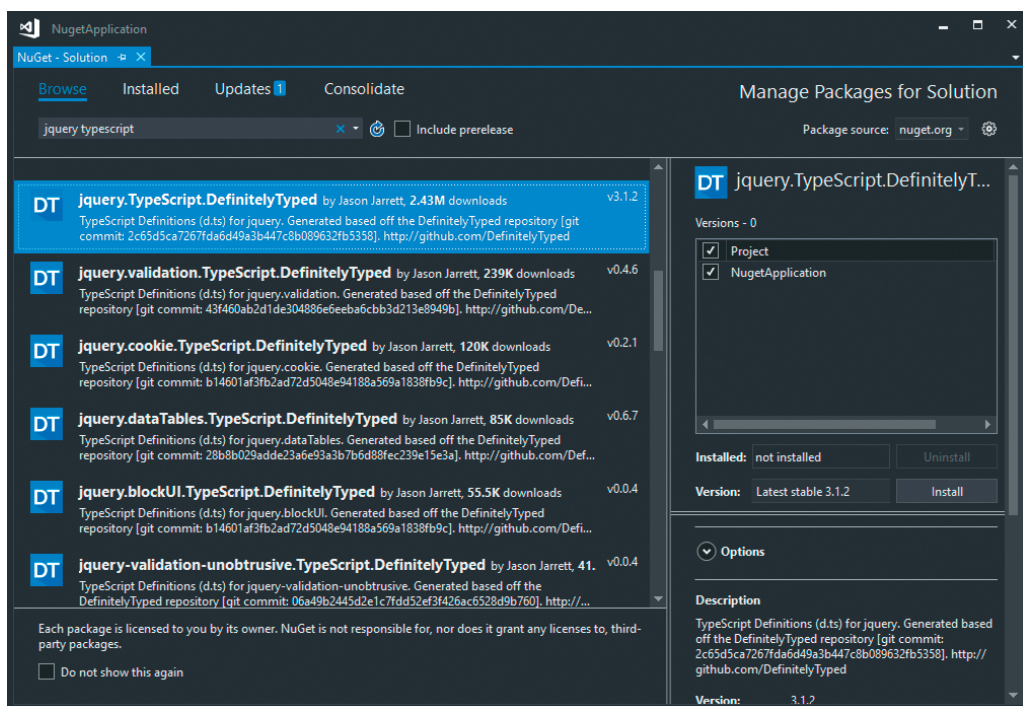 NugetApplication
NuGet - Solution
Browse Installed Updates 1 Consolidate
Manage Packages for Solution
jquery typescript
Include prerelease
Package source: nuget.org
DT jquery.TypeScript.DefinitelyTyped by Jason Jarrett, 2.43M downloads v3.1.2
TypeScript Definitions (d.ts) for jquery. Generated based off the DefinitelyTyped repository [git
commit: 2c65d5ca7267fda6d49a3b447c8b089632fb5358]. http://github.com/DefinitelyTyped
DT jquery.validation.TypeScript.DefinitelyTyped by Jason Jarrett, 239K downloads v0.4.6
TypeScript Definitions (d.ts) for jquery.validation. Generated based off the DefinitelyTyped
repository [git commit: 43f460ab2d1de304886e6eeba6cbb3d213e8949b]. http://github.com/De...
DT jquery.cookie.TypeScript.DefinitelyTyped by Jason Jarrett, 120K downloads v0.2.1
TypeScript Definitions (d.ts) for jquery.cookie. Generated based off the DefinitelyTyped
repository [git commit: b14601af3fb2ad72d5048e94188a569a1838fb9c]. http://github.com/Defi...
DT jquery.dataTables.TypeScript.DefinitelyTyped by Jason Jarrett, 85K downloads v0.6.7
TypeScript Definitions (d.ts) for jquery.dataTables. Generated based off the DefinitelyTyped
repository [git commit: 28b8b029adde23a6e93a3b7b6d88fec239e15e3a]. http://github.com/Def...
DT jquery.blockUI.TypeScript.DefinitelyTyped by Jason Jarrett, 55.5K downloads v0.0.4
TypeScript Definitions (d.ts) for jquery.blockUI. Generated based off the DefinitelyTyped
repository [git commit: b14601af3fb2ad72d5048e94188a569a1838fb9c]. http://github.com/Defi...
DT jquery-validation-unobtrusive.TypeScript.DefinitelyTyped by Jason Jarrett, 41. v0.0.4
TypeScript Definitions (d.ts) for jquery-validation-unobtrusive. Generated based off the
DefinitelyTyped repository [git commit: 06a49b2445d2e1c7fdd52ef3f426ac6528d9b760]. http://...
Each package is licensed to you by its owner. NuGet is not responsible for, nor does it grant any licenses to, third-
party packages.
Do not show this again
DT jquery.TypeScript.DefinitelyT...
Versions - 0
Project
NugetApplication
Installed: not installed Uninstall
Version: Latest stable 3.1.2 Install
Options
Description
TypeScript Definitions (d.ts) for jquery. Generated based
off the DefinitelyTyped repository [git commit:
2c65d5ca7267fda6d49a3b447c8b089632fb5358]. http://
github.com/DefinitelyTyped
Version: 3.1.2